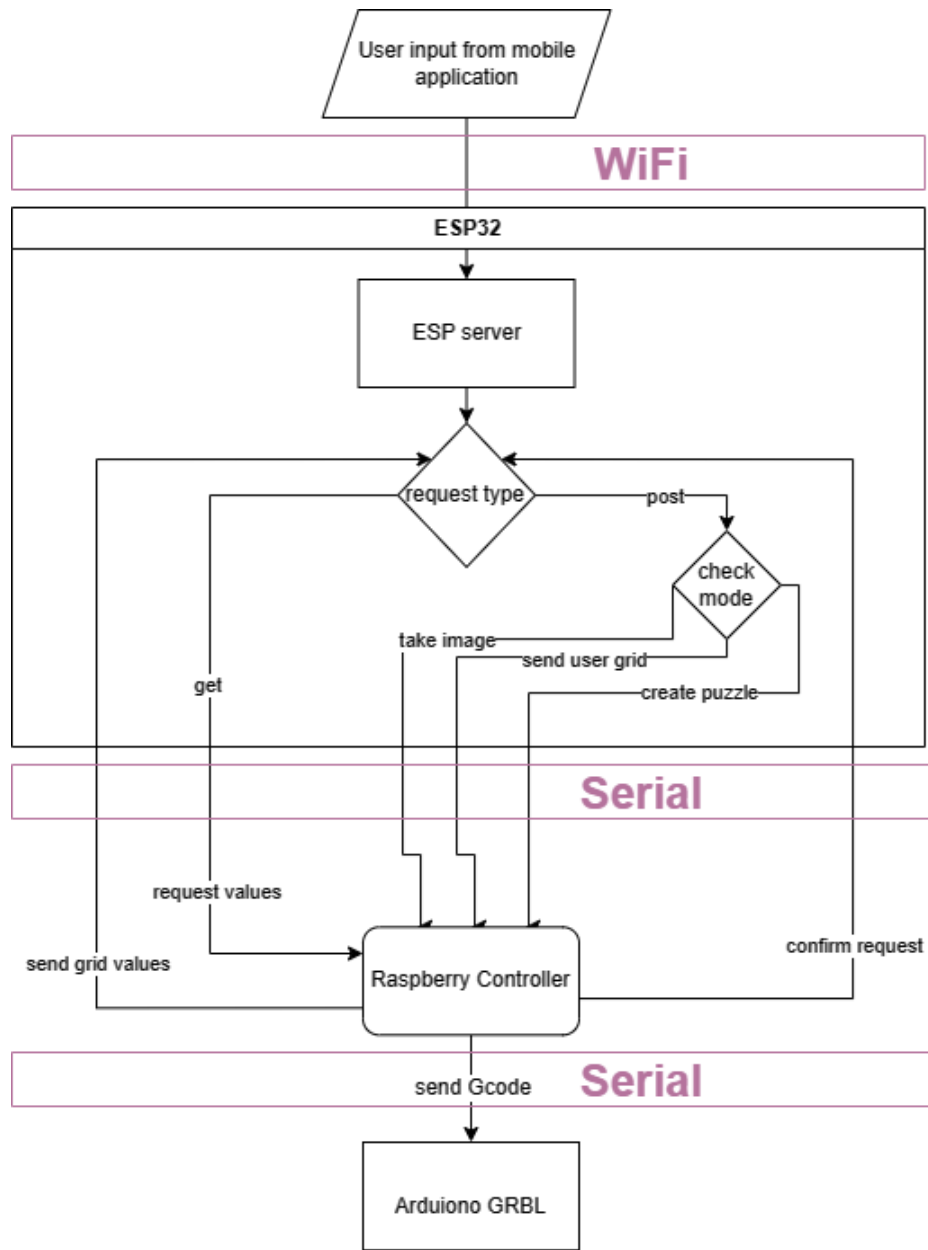 User input from mobile
application
WiFi
ESP32
ESP server
request type
post
check
mode
take image
send user grid
get
create puzzle
Serial
request values
confirm request
send grid values
Raspberry Controller
Serial
send Gcode
Arduiono GRBL